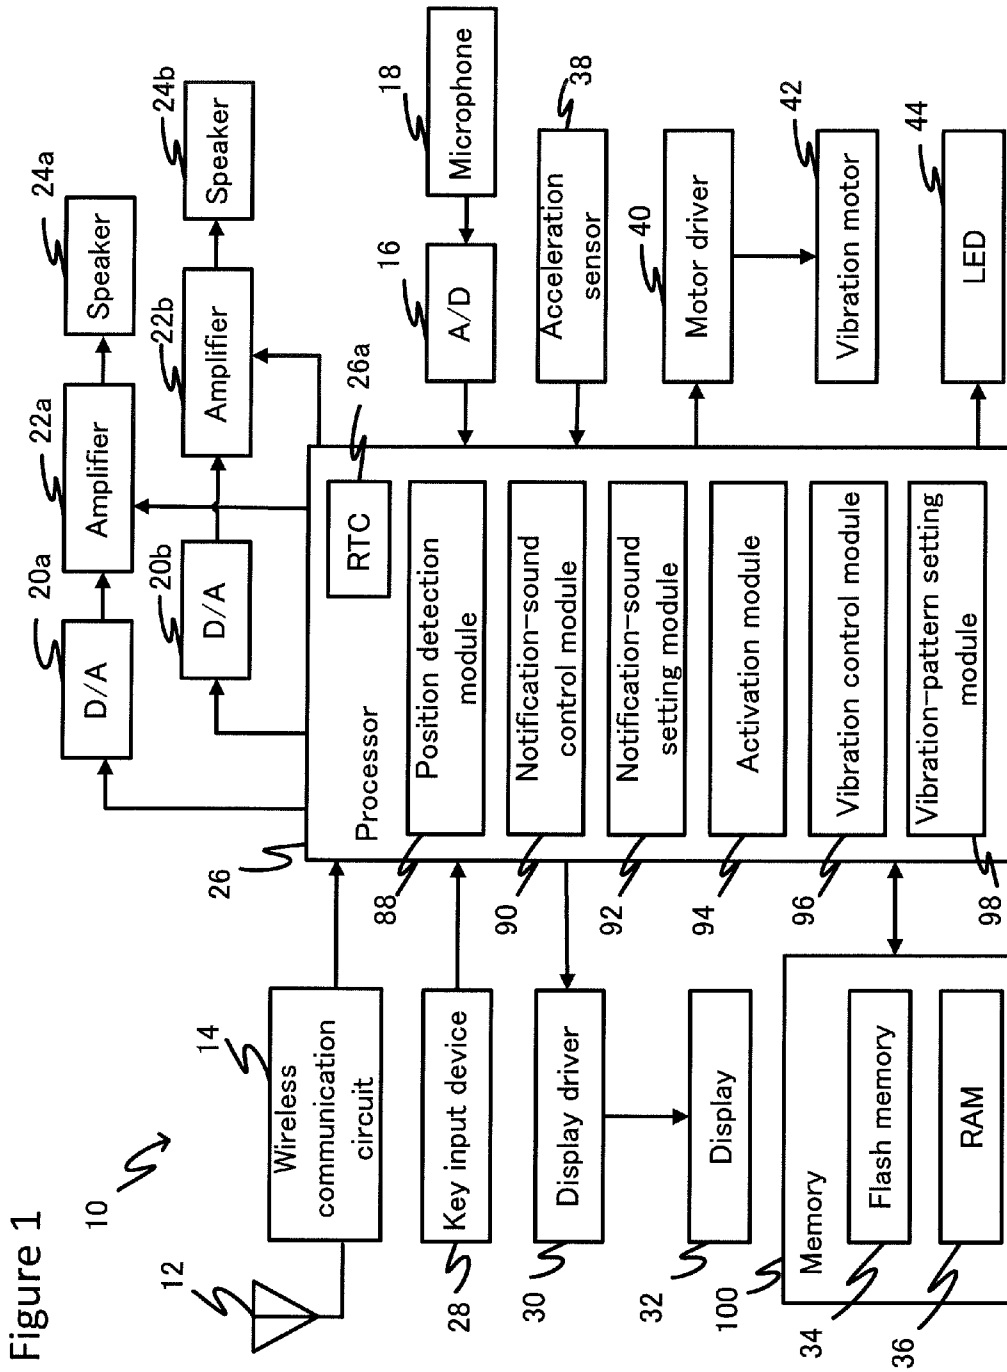 Figure 1
10
12
14
Wireless
communication
circuit
28
Key input device
30
Display driver
32
Display
100
Memory
34
Flash memory
36
RAM
26
Processor
RTC
26a
88
Position detection
module
90
Notification-sound
control module
92
Notification-sound
setting module
94
Activation module
96
Vibration control module
98
Vibration-pattern setting
module
20a
D/A
22a
Amplifier
24a
Speaker
20b
D/A
22b
Amplifier
24b
Speaker
16
A/D
18
Microphone
38
Acceleration
sensor
40
Motor driver
42
Vibration motor
44
LED